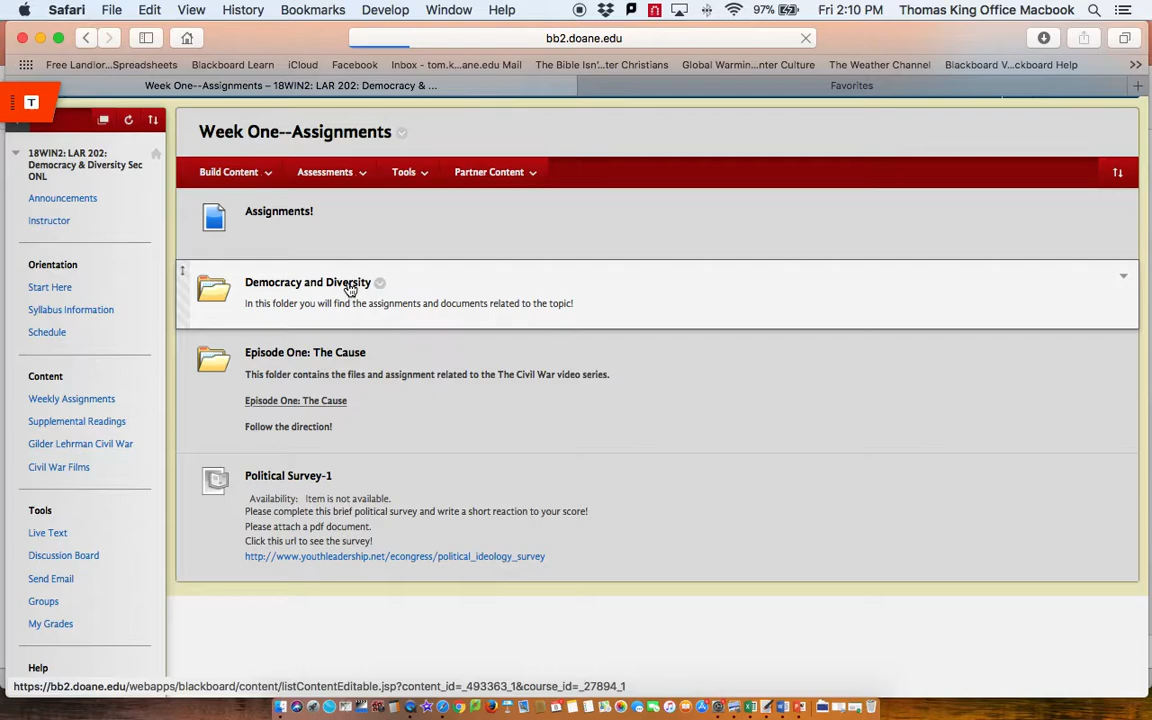 Safari File Edit View History Bookmarks Develop Window Help 97% Fri 2:10 PM Thomas King Office Macbook
bb2.doane.edu
Free Landlor...Spreadsheets Blackboard Learn iCloud Facebook Inbox - tom.k....ane.edu Mail The Bible Isn'...ter Christians Global Warmin...nter Culture The Weather Channel Blackboard V...ckboard Help >>
Week One--Assignments – 18WIN2: LAR 202: Democracy & ... Favorites
T
Week One--Assignments
18WIN2: LAR 202:
Democracy & Diversity Sec
ONL
Announcements
Instructor
Orientation
Start Here
Syllabus Information
Schedule
Content
Weekly Assignments
Supplemental Readings
Gilder Lehrman Civil War
Civil War Films
Tools
Live Text
Discussion Board
Send Email
Groups
My Grades
Help
Build Content Assessments Tools Partner Content
Assignments!
Democracy and Diversity
In this folder you will find the assignments and documents related to the topic!
Episode One: The Cause
This folder contains the files and assignment related to the The Civil War video series.
Episode One: The Cause
Follow the direction!
Political Survey-1
Availability: Item is not available.
Please complete this brief political survey and write a short reaction to your score!
Please attach a pdf document.
Click this url to see the survey!
http://www.youthleadership.net/econgress/political_ideology_survey
https://bb2.doane.edu/webapps/blackboard/content/listContentEditable.jsp?content_id=_493363_1&course_id=_27894_1